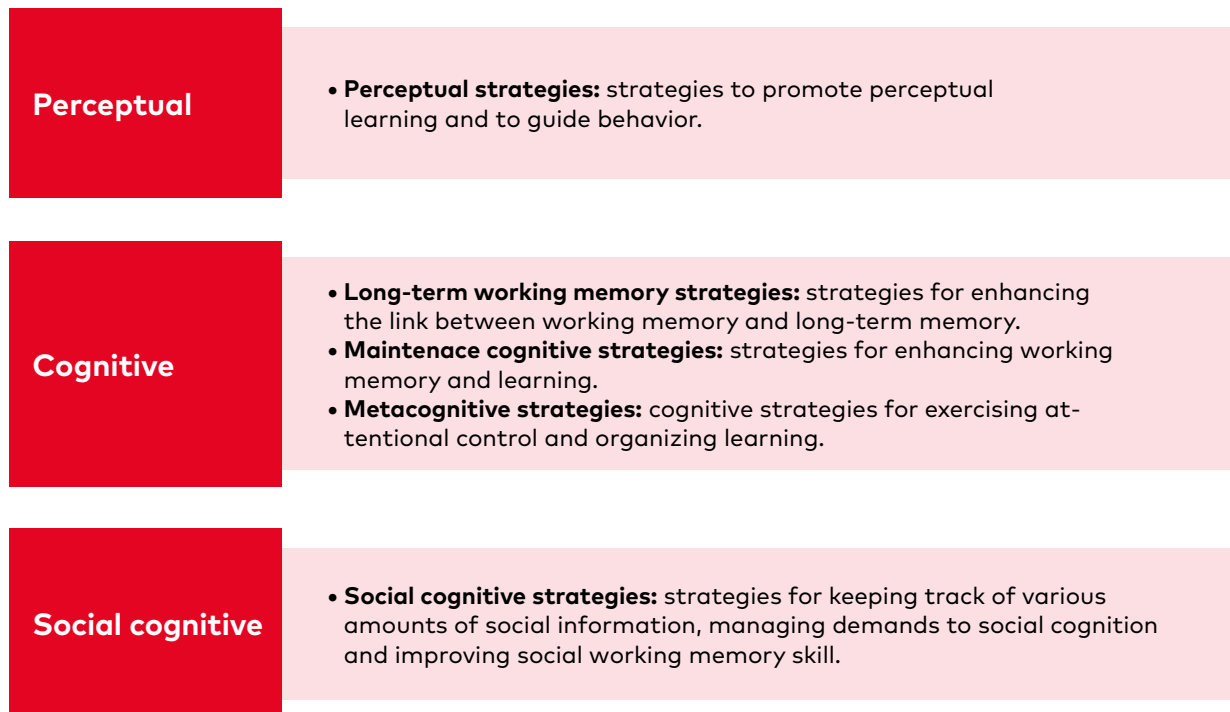 Perceptual
• Perceptual strategies: strategies to promote perceptual
learning and to guide behavior.
Cognitive
• Long-term working memory strategies: strategies for enhancing
the link between working memory and long-term memory.
• Maintenace cognitive strategies: strategies for enhancing working
memory and learning.
• Metacognitive strategies: cognitive strategies for exercising at-
tentional control and organizing learning.
Social cognitive
• Social cognitive strategies: strategies for keeping track of various
amounts of social information, managing demands to social cognition
and improving social working memory skill.